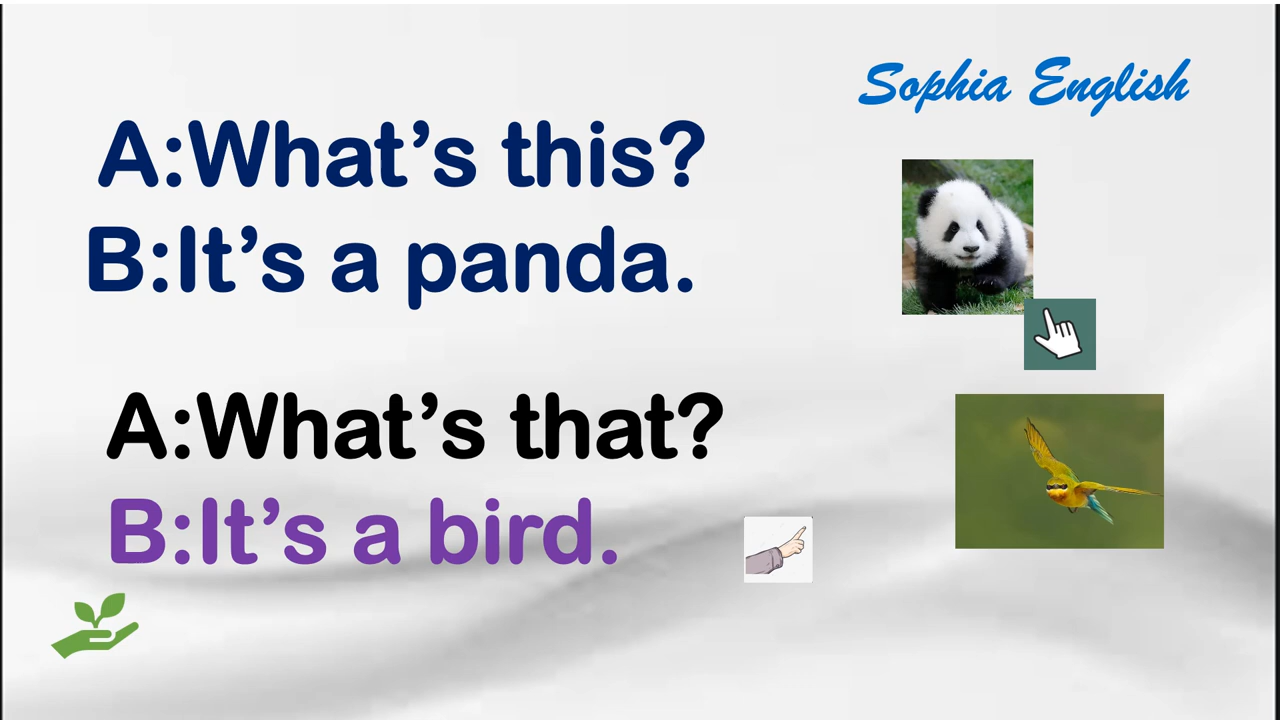 Sophia English
A:What’s this?
B:It’s a panda.
A:What’s that?
B:It’s a bird.